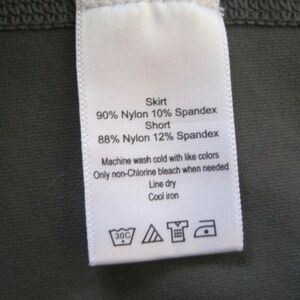 Skirt
90% Nylon 10% Spandex
Short
88% Nylon 12% Spandex
Machine wash cold with like colors
Only non-Chlorine bleach when needed
Line dry
Cool iron
30C